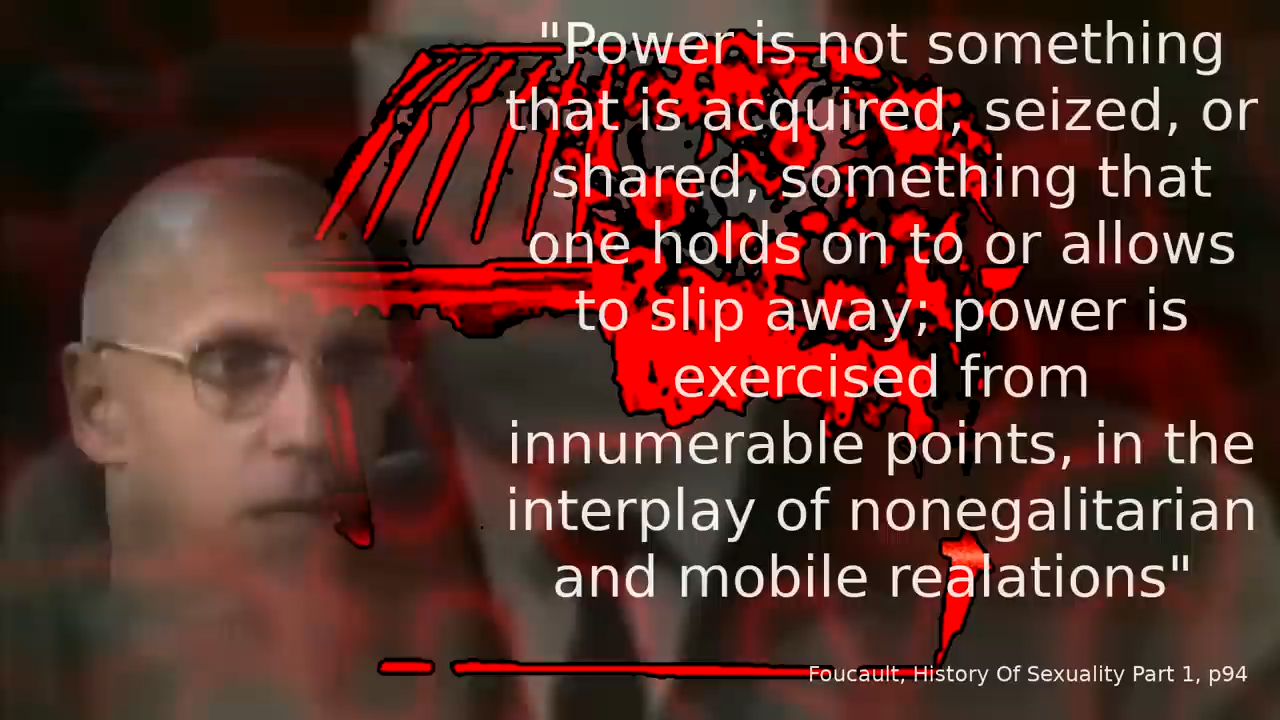 "Power is not something
that is acquired, seized, or
shared, something that
one holds on to or allows
to slip away; power is
exercised from
innumerable points, in the
interplay of nonegalitarian
and mobile realations"
Foucault, History Of Sexuality Part 1, p94